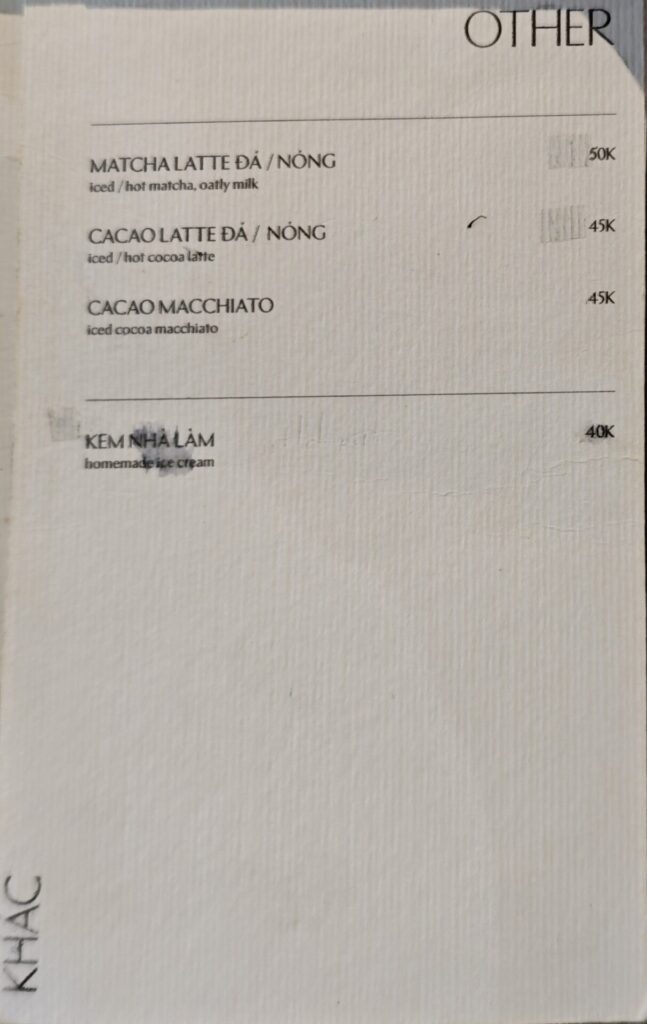 OTHER
MATCHA LATTE ĐÁ / NÓNG 50K
iced / hot matcha, oatly milk
CACAO LATTE ĐÁ / NÓNG 45K
iced / hot cocoa latte
CACAO MACCHIATO 45K
iced cocoa macchiato
KEM NHÀ LÀM 40K
homemade ice cream
KHÁC